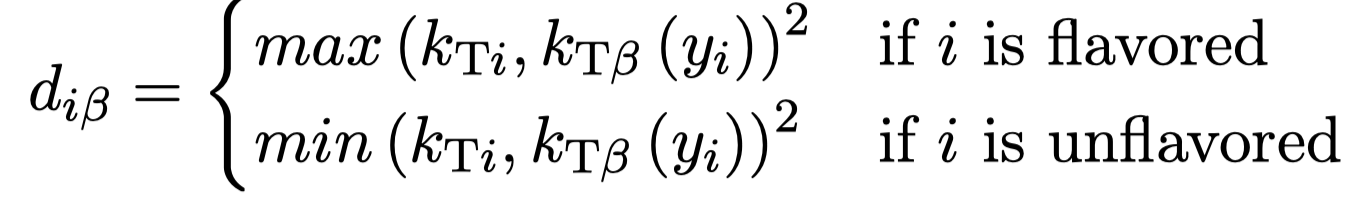 d_{iβ} = { max (k_{Ti}, k_{Tβ} (y_i))^2 if i is flavored
min (k_{Ti}, k_{Tβ} (y_i))^2 if i is unflavored